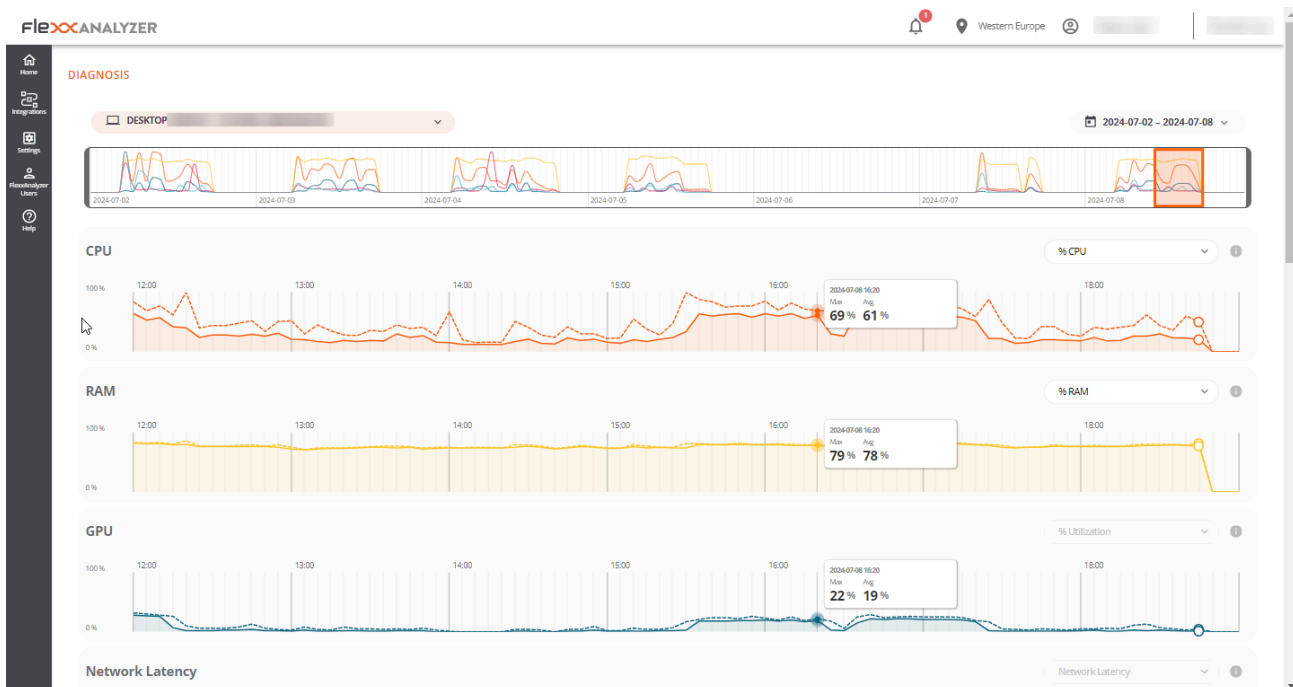 FlexxANALYZER
1
Western Europe
Home
Integrations
Settings
FlexxAnalyzer
Users
Help
DIAGNOSIS
DESKTOP
2024-07-02 - 2024-07-08
2024-07-02
2024-07-03
2024-07-04
2024-07-05
2024-07-06
2024-07-07
2024-07-08
CPU
% CPU
100 %
12:00
13:00
14:00
15:00
16:00
18:00
2024-07-08 16:20
Max Avg
69 % 61 %
0 %
RAM
% RAM
100 %
12:00
13:00
14:00
15:00
16:00
18:00
2024-07-08 16:20
Max Avg
79 % 78 %
0 %
GPU
% Utilization
100 %
12:00
13:00
14:00
15:00
16:00
18:00
2024-07-08 16:20
Max Avg
22 % 19 %
0 %
Network Latency
Network Latency